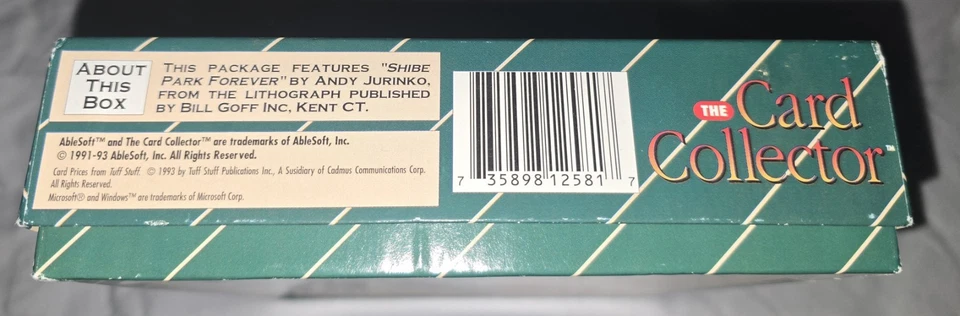 About
This
Box
This package features "Shibe
Park Forever" by Andy Jurinko,
from the lithograph published
by Bill Goff Inc, Kent CT.
AbleSoft™ and The Card Collector™ are trademarks of AbleSoft, Inc.
© 1991-93 AbleSoft, Inc. All Rights Reserved.
Card Prices from Tuff Stuff. © 1993 by Tuff Stuff Publications Inc., A Susidiary of Cadmus Communications Corp.
All Rights Reserved.
Microsoft® and Windows™ are trademarks of Microsoft Corp.
7 35898 12581 7
THE Card
Collector™